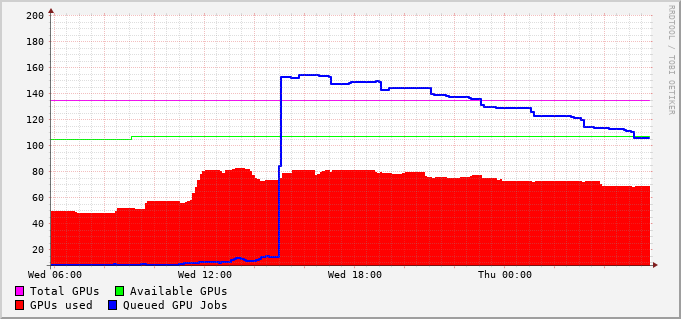 200
180
160
140
120
100
80
60
40
20
Wed 06:00 Wed 12:00 Wed 18:00 Thu 00:00
Total GPUs Available GPUs
GPUs used Queued GPU Jobs
RRDTOOL / TOBI OETIKER